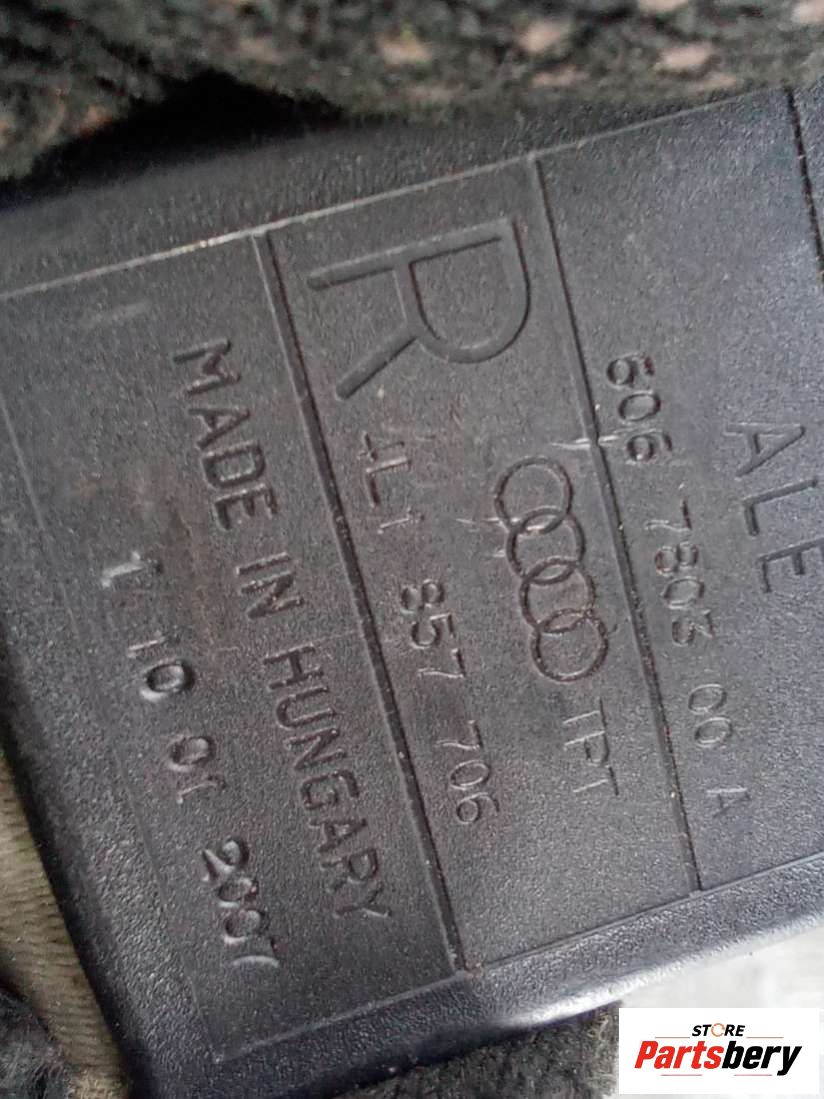 ALE
606 7803 00 A
TPT
R 4L1 857 706
MADE IN HUNGARY
1 10 01 2007
STORE
Partsbery